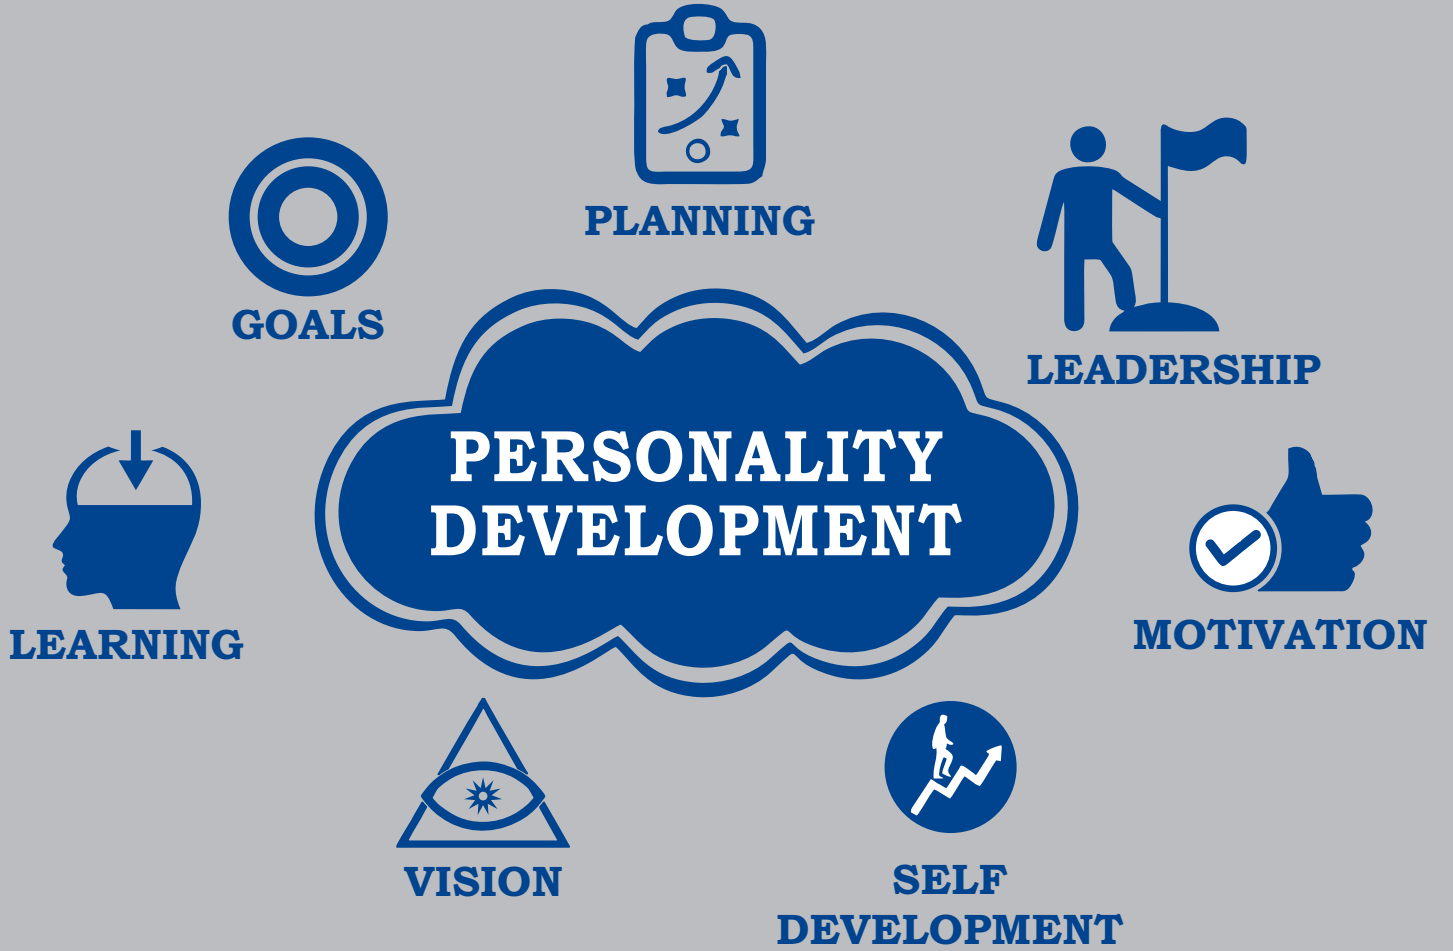 PLANNING
GOALS
LEADERSHIP
PERSONALITY
DEVELOPMENT
LEARNING
MOTIVATION
VISION
SELF
DEVELOPMENT